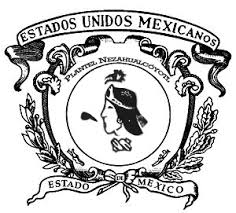 ESTADOS UNIDOS MEXICANOS
PLANTEL NEZAHUALCÓYOTL
ESTADO DE MÉXICO